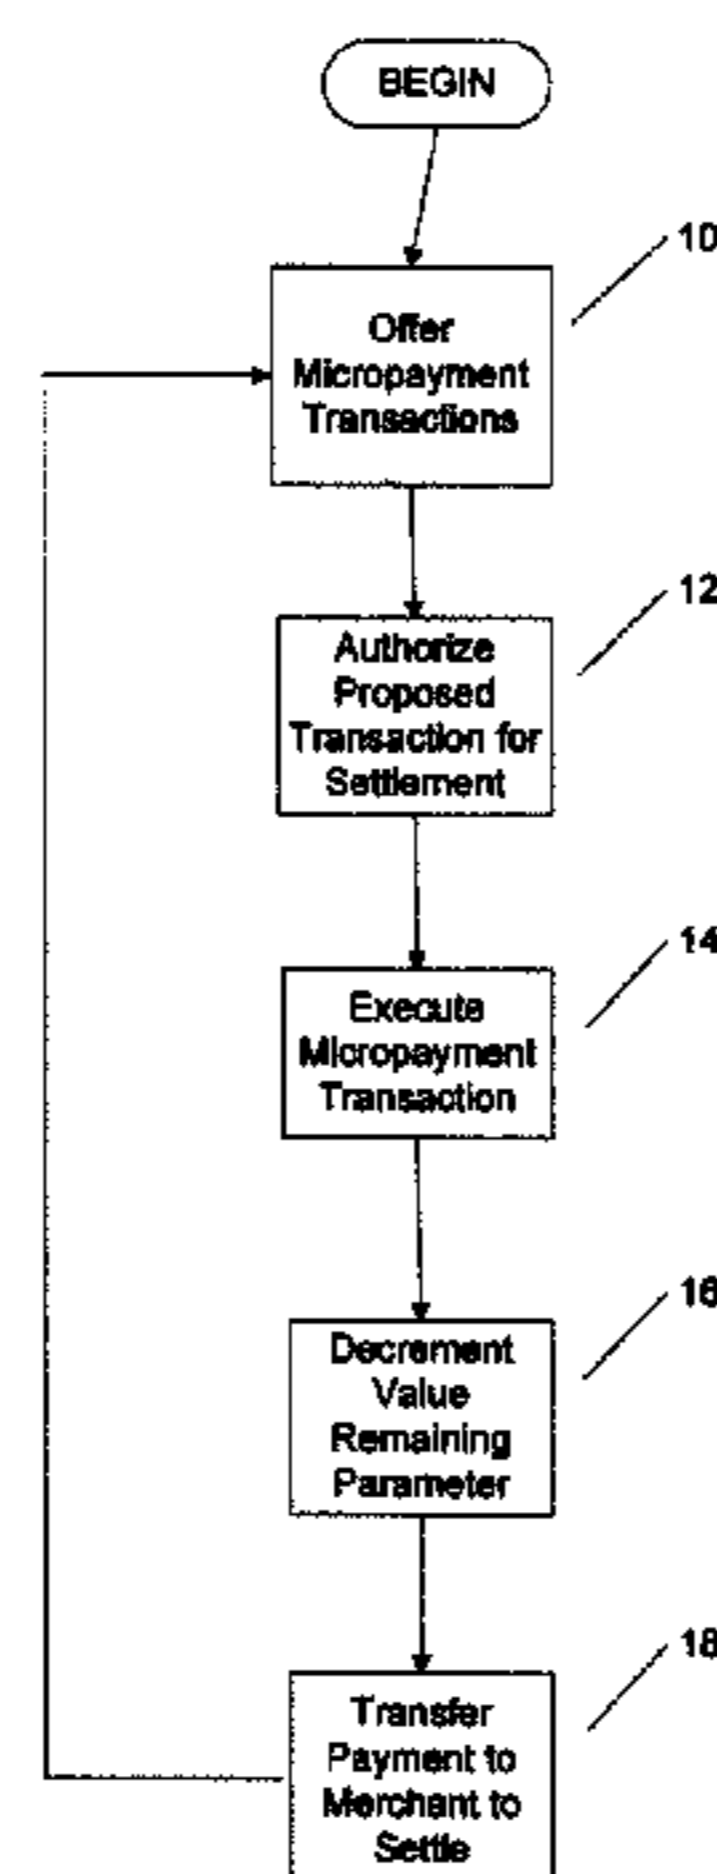 BEGIN
10
Offer
Micropayment
Transactions
12
Authorize
Proposed
Transaction for
Settlement
14
Execute
Micropayment
Transaction
16
Decrement
Value
Remaining
Parameter
18
Transfer
Payment to
Merchant to
Settle